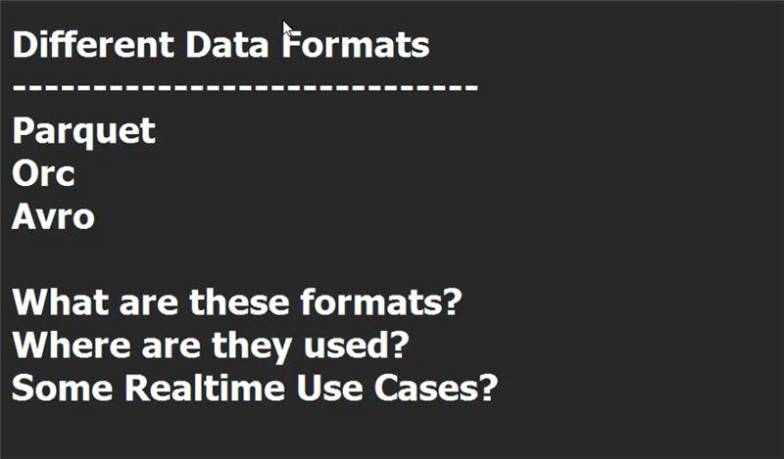 Different Data Formats
-----------------------------
Parquet
Orc
Avro
What are these formats?
Where are they used?
Some Realtime Use Cases?